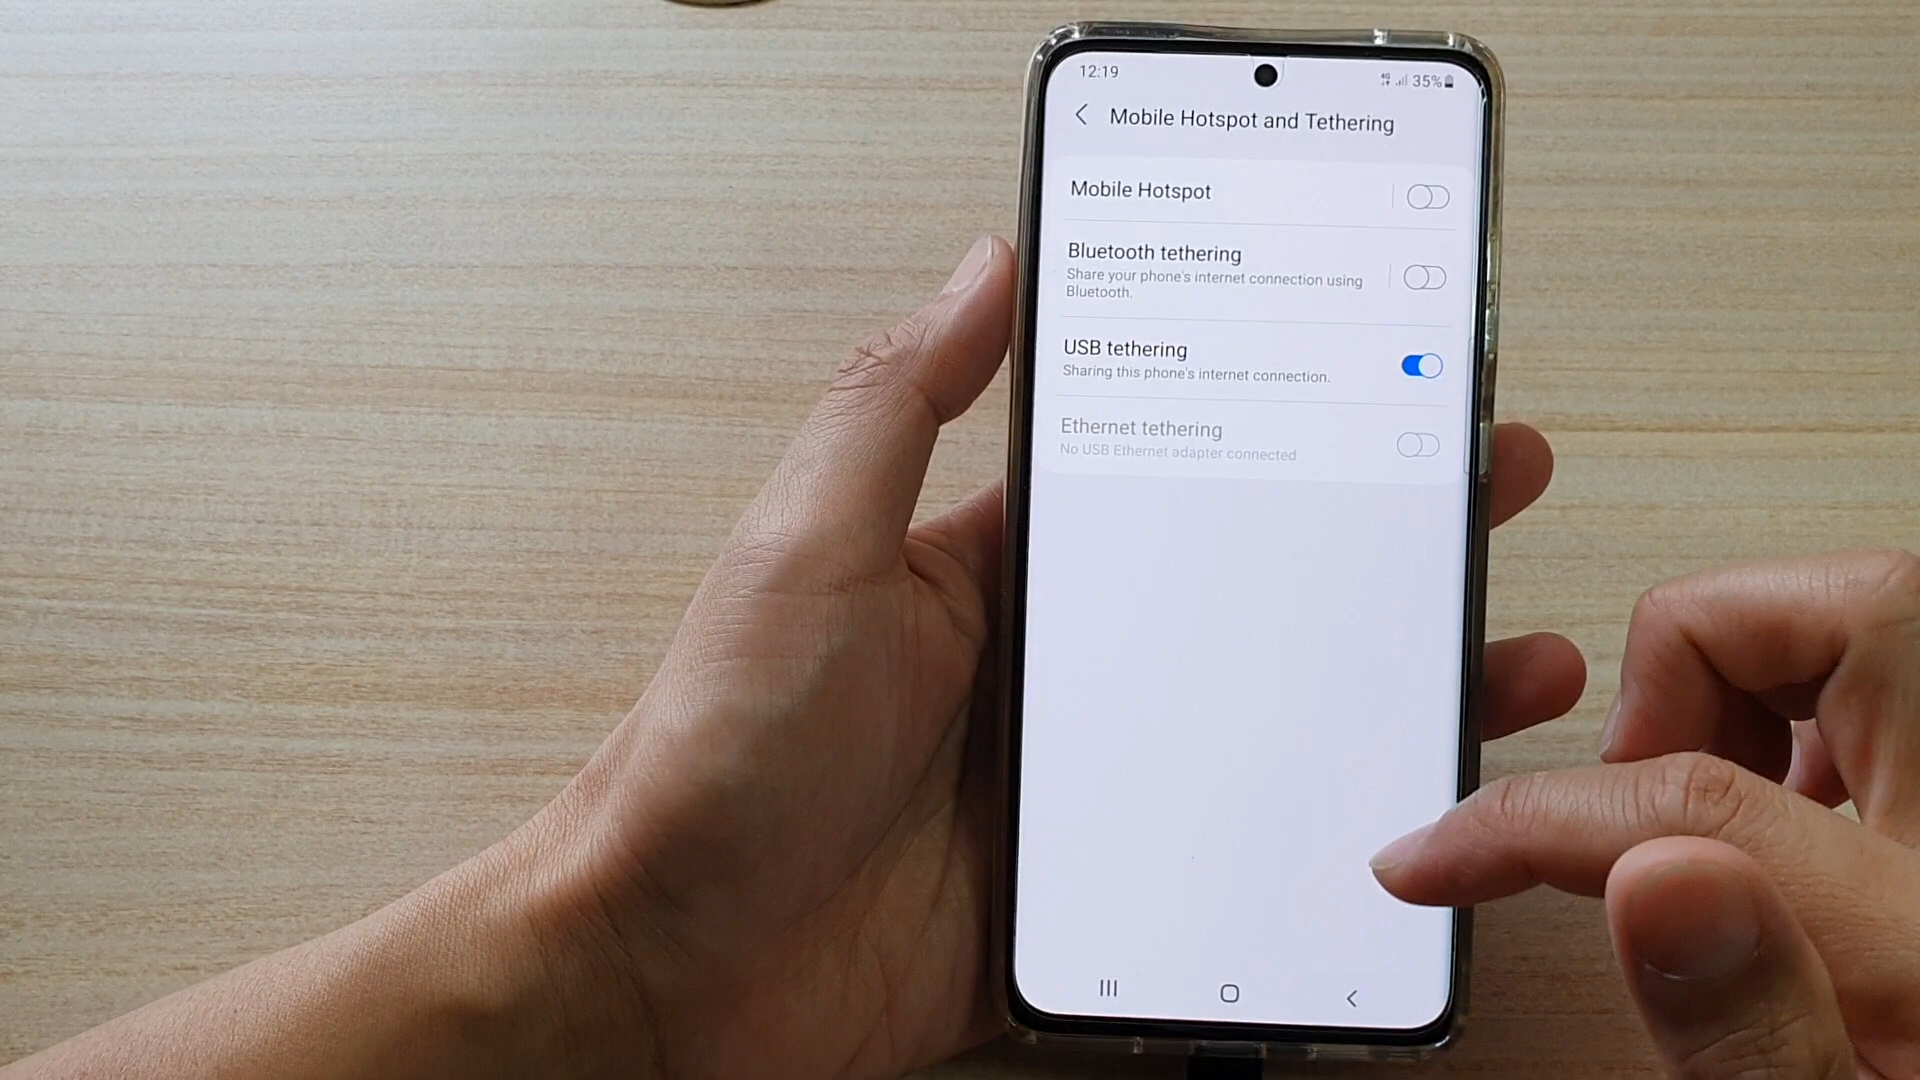 12:19
4G 35%
Mobile Hotspot and Tethering
Mobile Hotspot
Bluetooth tethering
Share your phone's internet connection using
Bluetooth.
USB tethering
Sharing this phone's internet connection.
Ethernet tethering
No USB Ethernet adapter connected